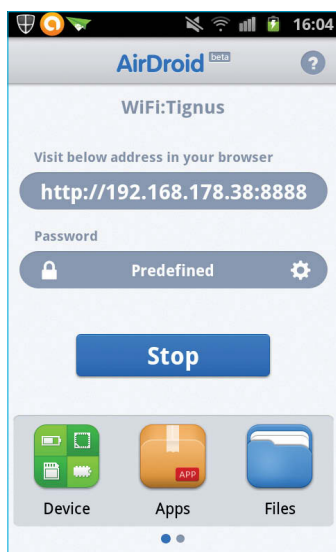 16:04
AirDroid beta ?
WiFi:Tignus
Visit below address in your browser
http://192.168.178.38:8888
Password
Predefined
Stop
APP
Device Apps Files